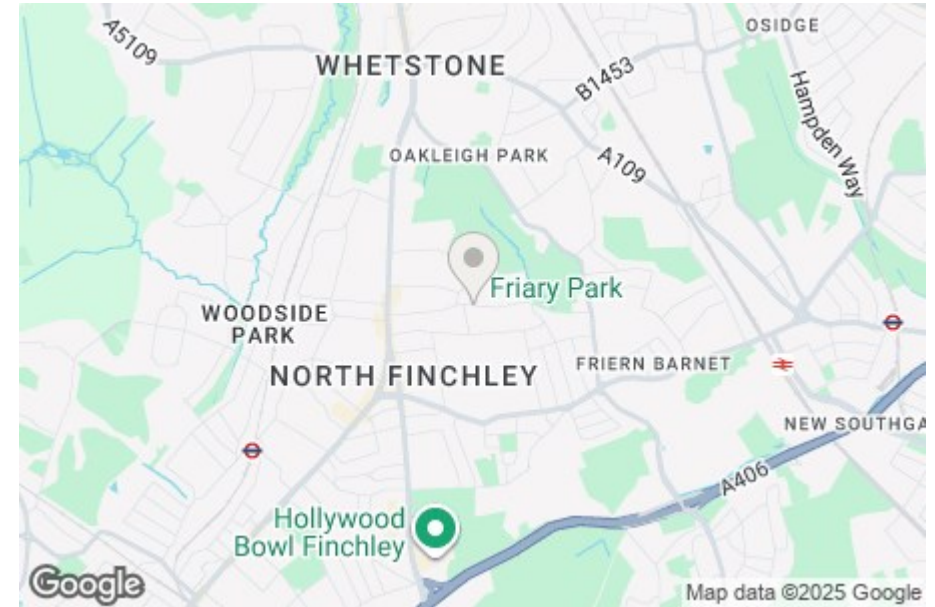 OSIDGE
A5109
WHETSTONE
B1453
Hampden Way
OAKLEIGH PARK
A109
Friary Park
WOODSIDE
PARK
FRIERN BARNET
NORTH FINCHLEY
NEW SOUTHGA
A406
Hollywood
Bowl Finchley
Google
Map data ©2025 Google